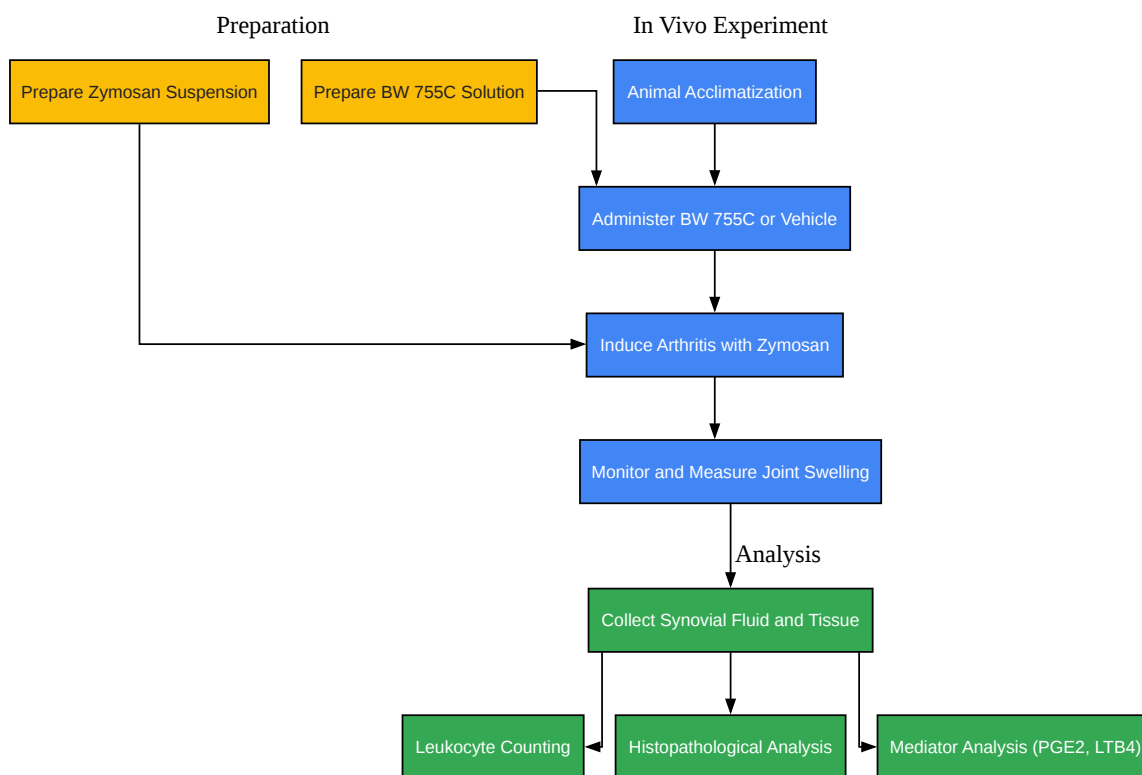 Preparation
In Vivo Experiment
Prepare Zymosan Suspension
Prepare BW 755C Solution
Animal Acclimatization
Administer BW 755C or Vehicle
Induce Arthritis with Zymosan
Monitor and Measure Joint Swelling
Analysis
Collect Synovial Fluid and Tissue
Leukocyte Counting
Histopathological Analysis
Mediator Analysis (PGE2, LTB4)